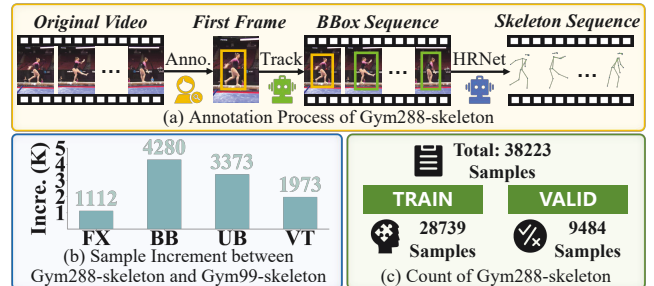 Original Video
First Frame
BBox Sequence
Skeleton Sequence
Anno.
Track
HRNet
(a) Annotation Process of Gym288-skeleton
Incre. (K)
5
4
3
2
1
1112
4280
3373
1973
FX
BB
UB
VT
(b) Sample Increment between
Gym288-skeleton and Gym99-skeleton
Total: 38223
Samples
TRAIN
VALID
28739
Samples
9484
Samples
(c) Count of Gym288-skeleton